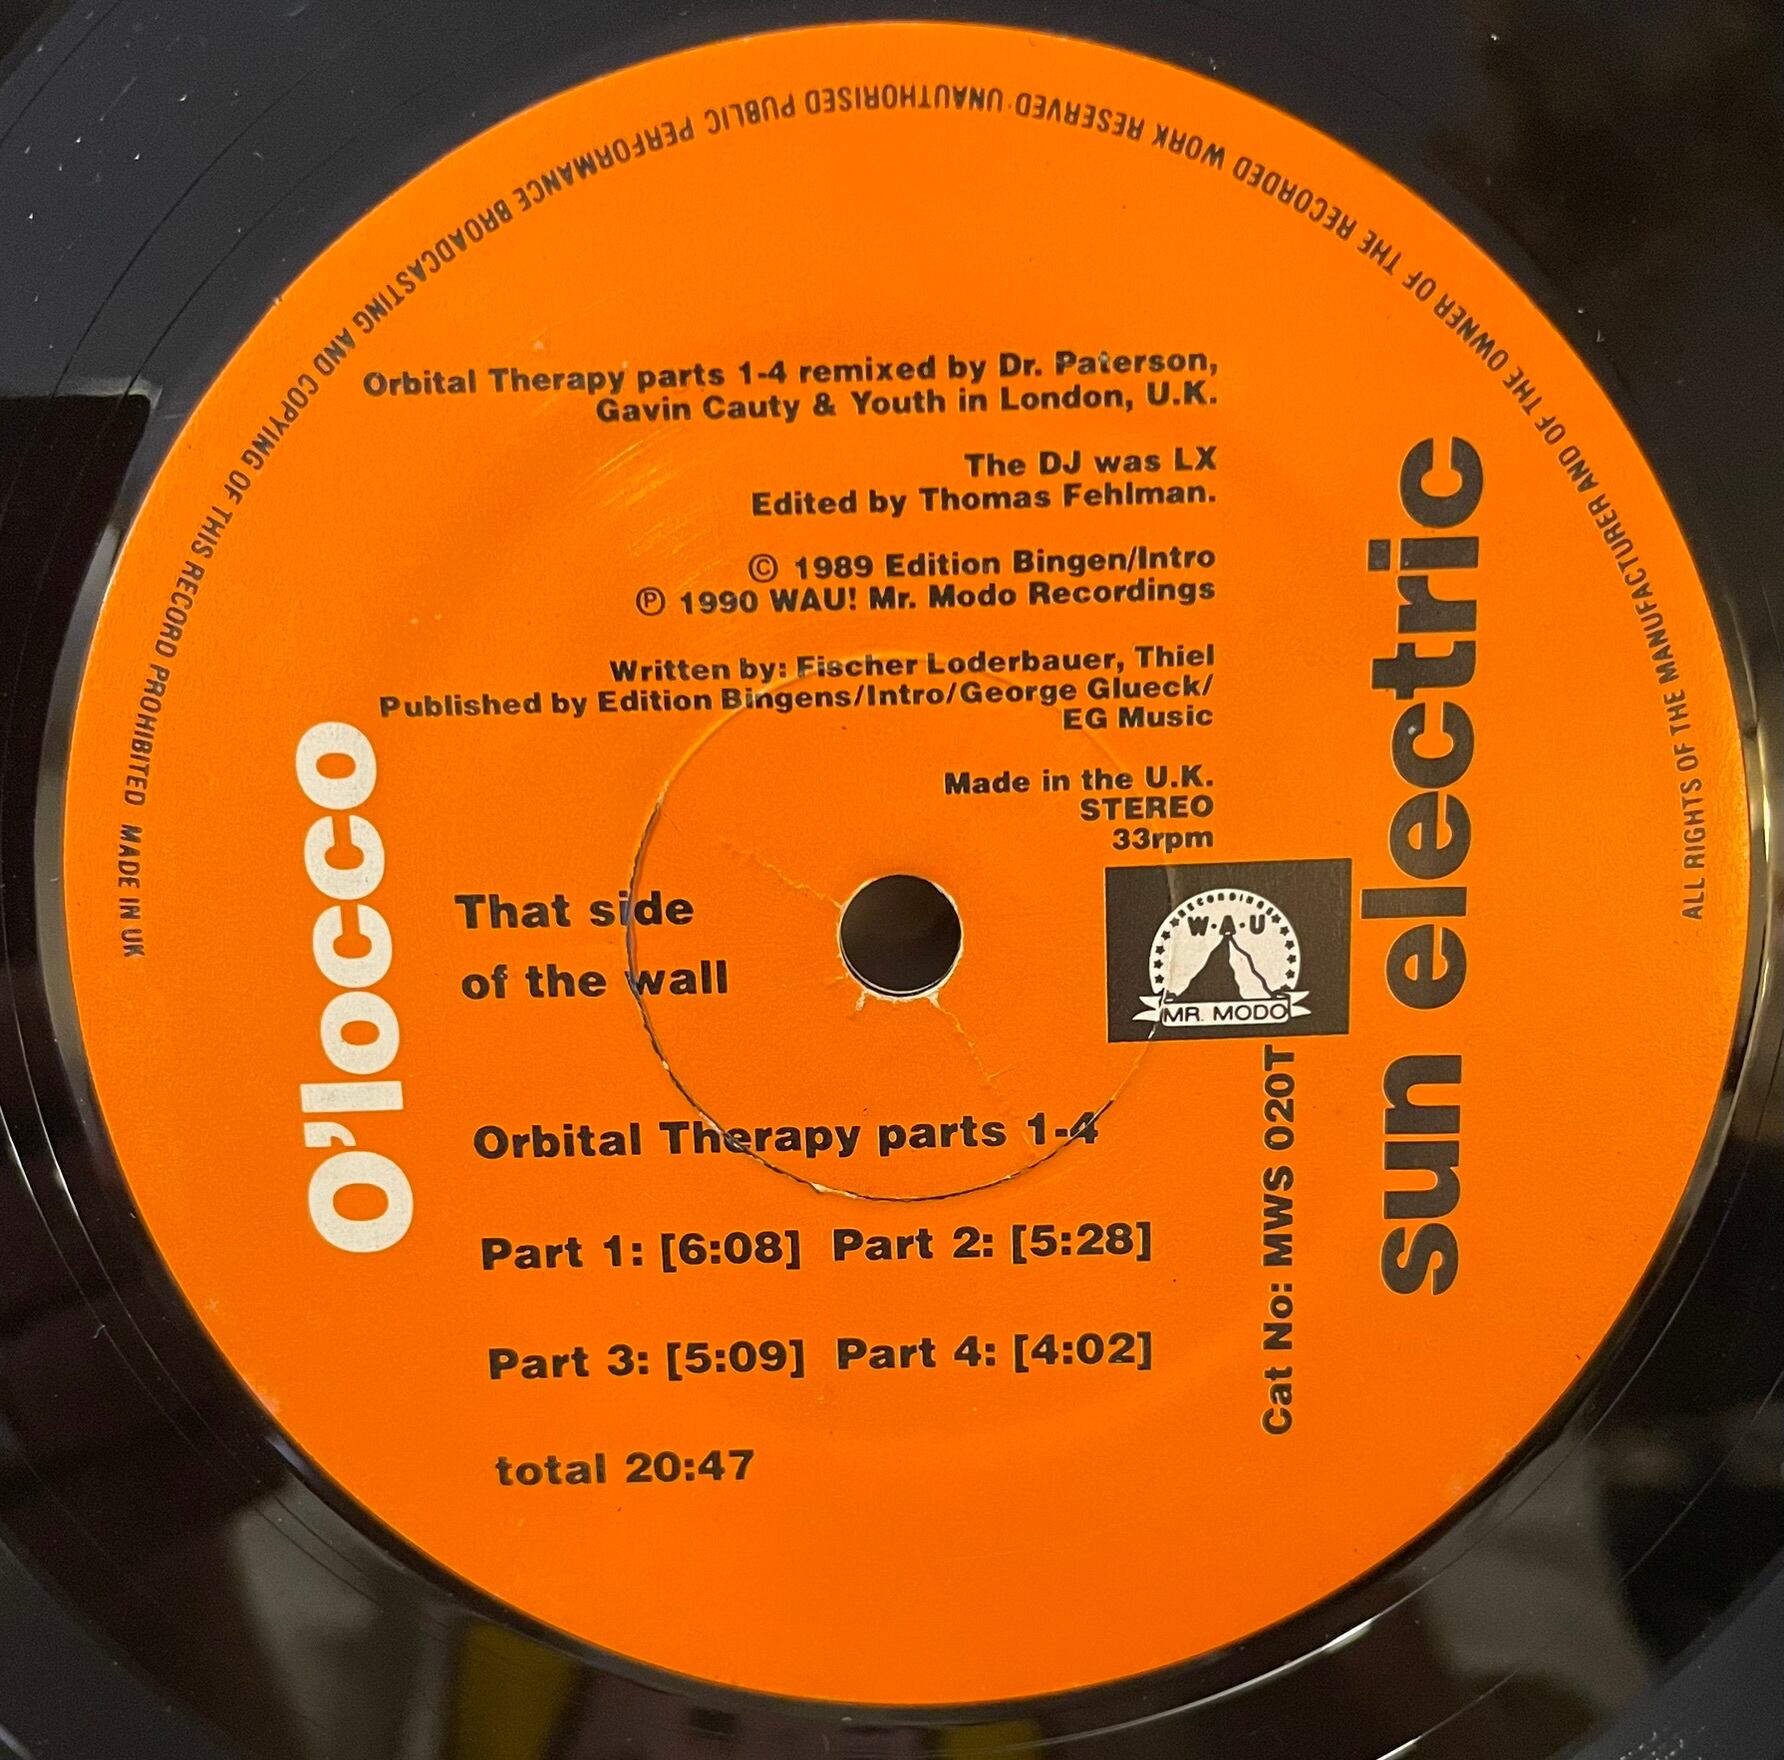 ALL RIGHTS OF THE MANUFACTURER AND OF THE OWNER OF THE RECORDED WORK RESERVED UNAUTHORISED PUBLIC PERFORMANCE BROADCASTING AND COPYING OF THIS RECORD PROHIBITED MADE IN UK
Orbital Therapy parts 1-4 remixed by Dr. Paterson,
Gavin Cauty & Youth in London, U.K.
The DJ was LX
Edited by Thomas Fehlman.
© 1989 Edition Bingen/Intro
℗ 1990 WAU! Mr. Modo Recordings
Written by: Fischer Loderbauer, Thiel
Published by Edition Bingens/Intro/George Glueck/
EG Music
Made in the U.K.
STEREO
33rpm
O'locco
sun electric
RECORDINGS
W·A·U
MR. MODO
Cat No: MWS 020T
That side
of the wall
Orbital Therapy parts 1-4
Part 1: [6:08] Part 2: [5:28]
Part 3: [5:09] Part 4: [4:02]
total 20:47